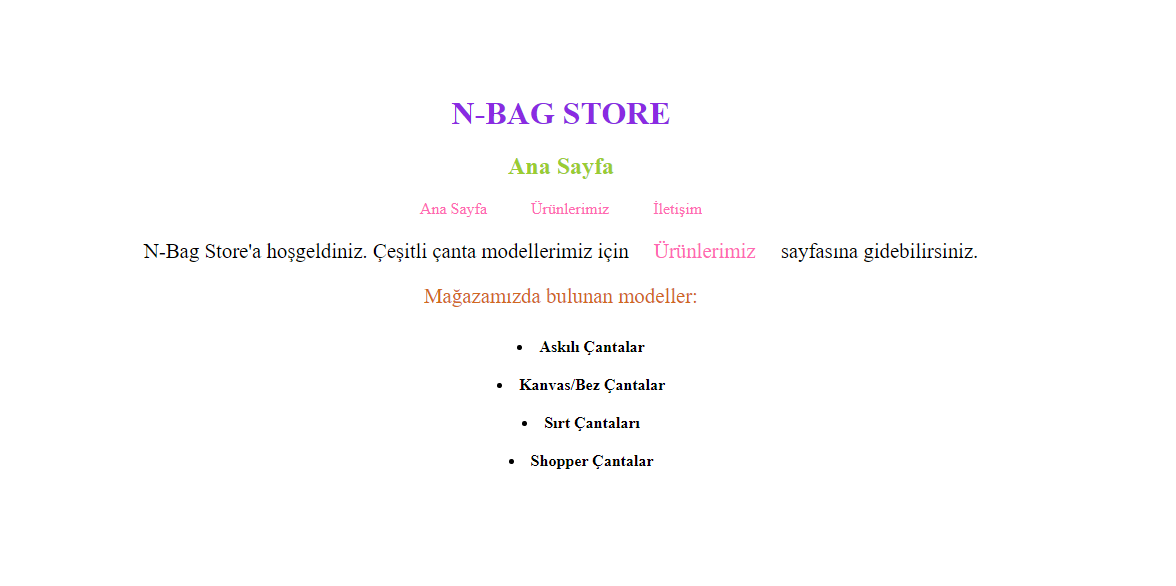 N-BAG STORE
Ana Sayfa
Ana Sayfa Ürünlerimiz İletişim
N-Bag Store'a hoşgeldiniz. Çeşitli çanta modellerimiz için Ürünlerimiz sayfasına gidebilirsiniz.
Mağazamızda bulunan modeller:
• Askılı Çantalar
• Kanvas/Bez Çantalar
• Sırt Çantaları
• Shopper Çantalar